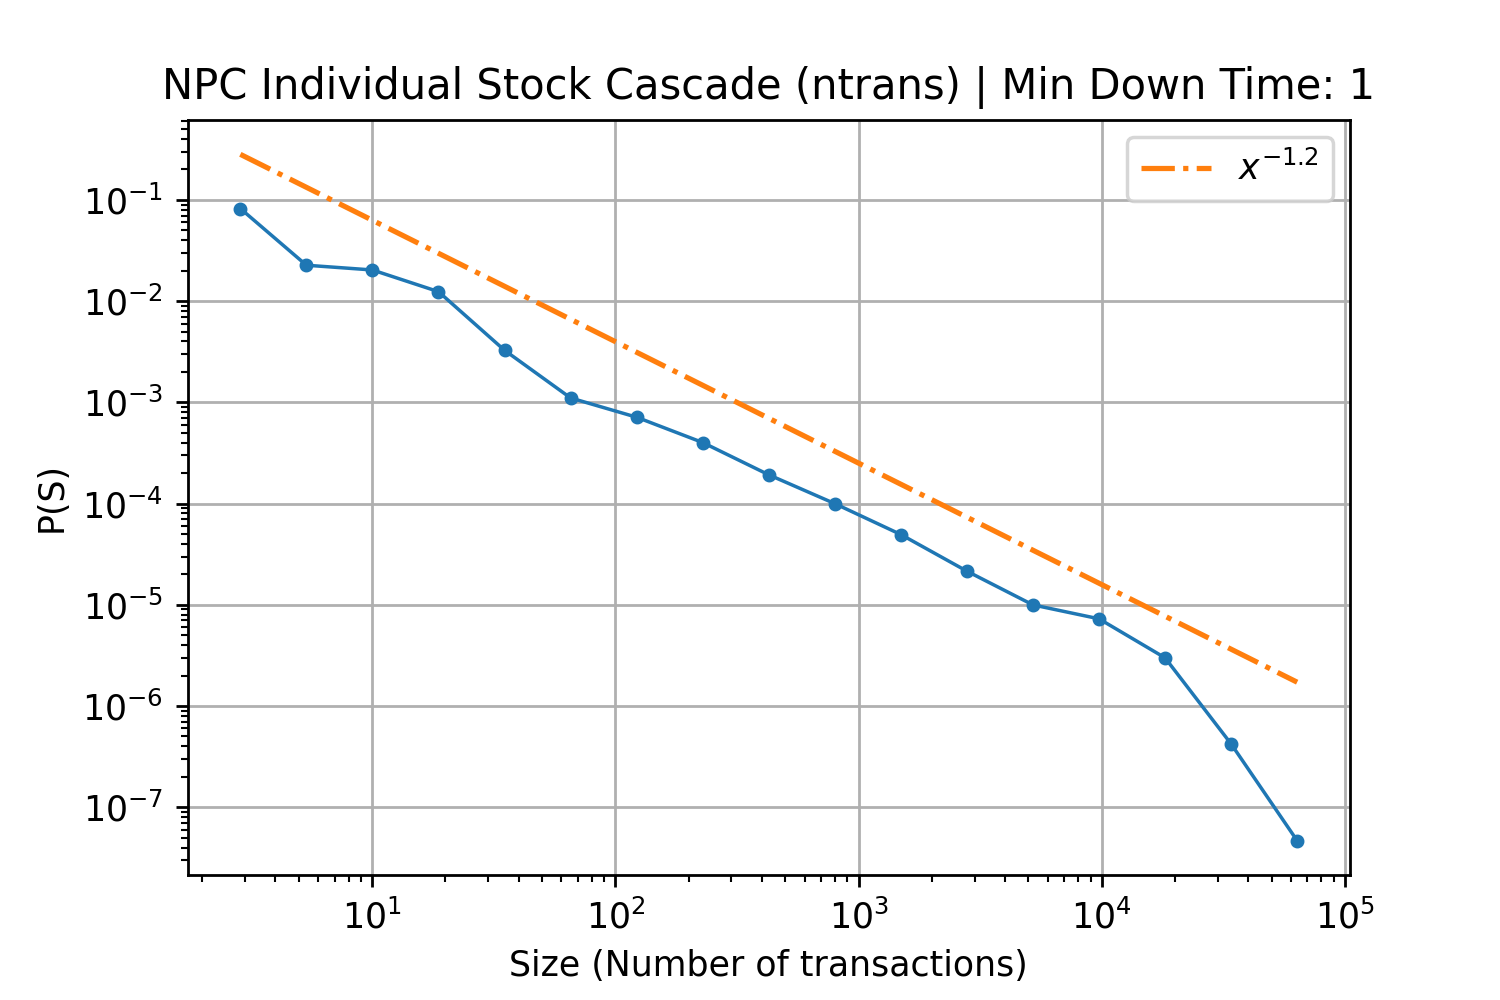 NPC Individual Stock Cascade (ntrans) | Min Down Time: 1
x^{-1.2}
P(S)
10^{-1}
10^{-2}
10^{-3}
10^{-4}
10^{-5}
10^{-6}
10^{-7}
10^1 10^2 10^3 10^4 10^5
Size (Number of transactions)